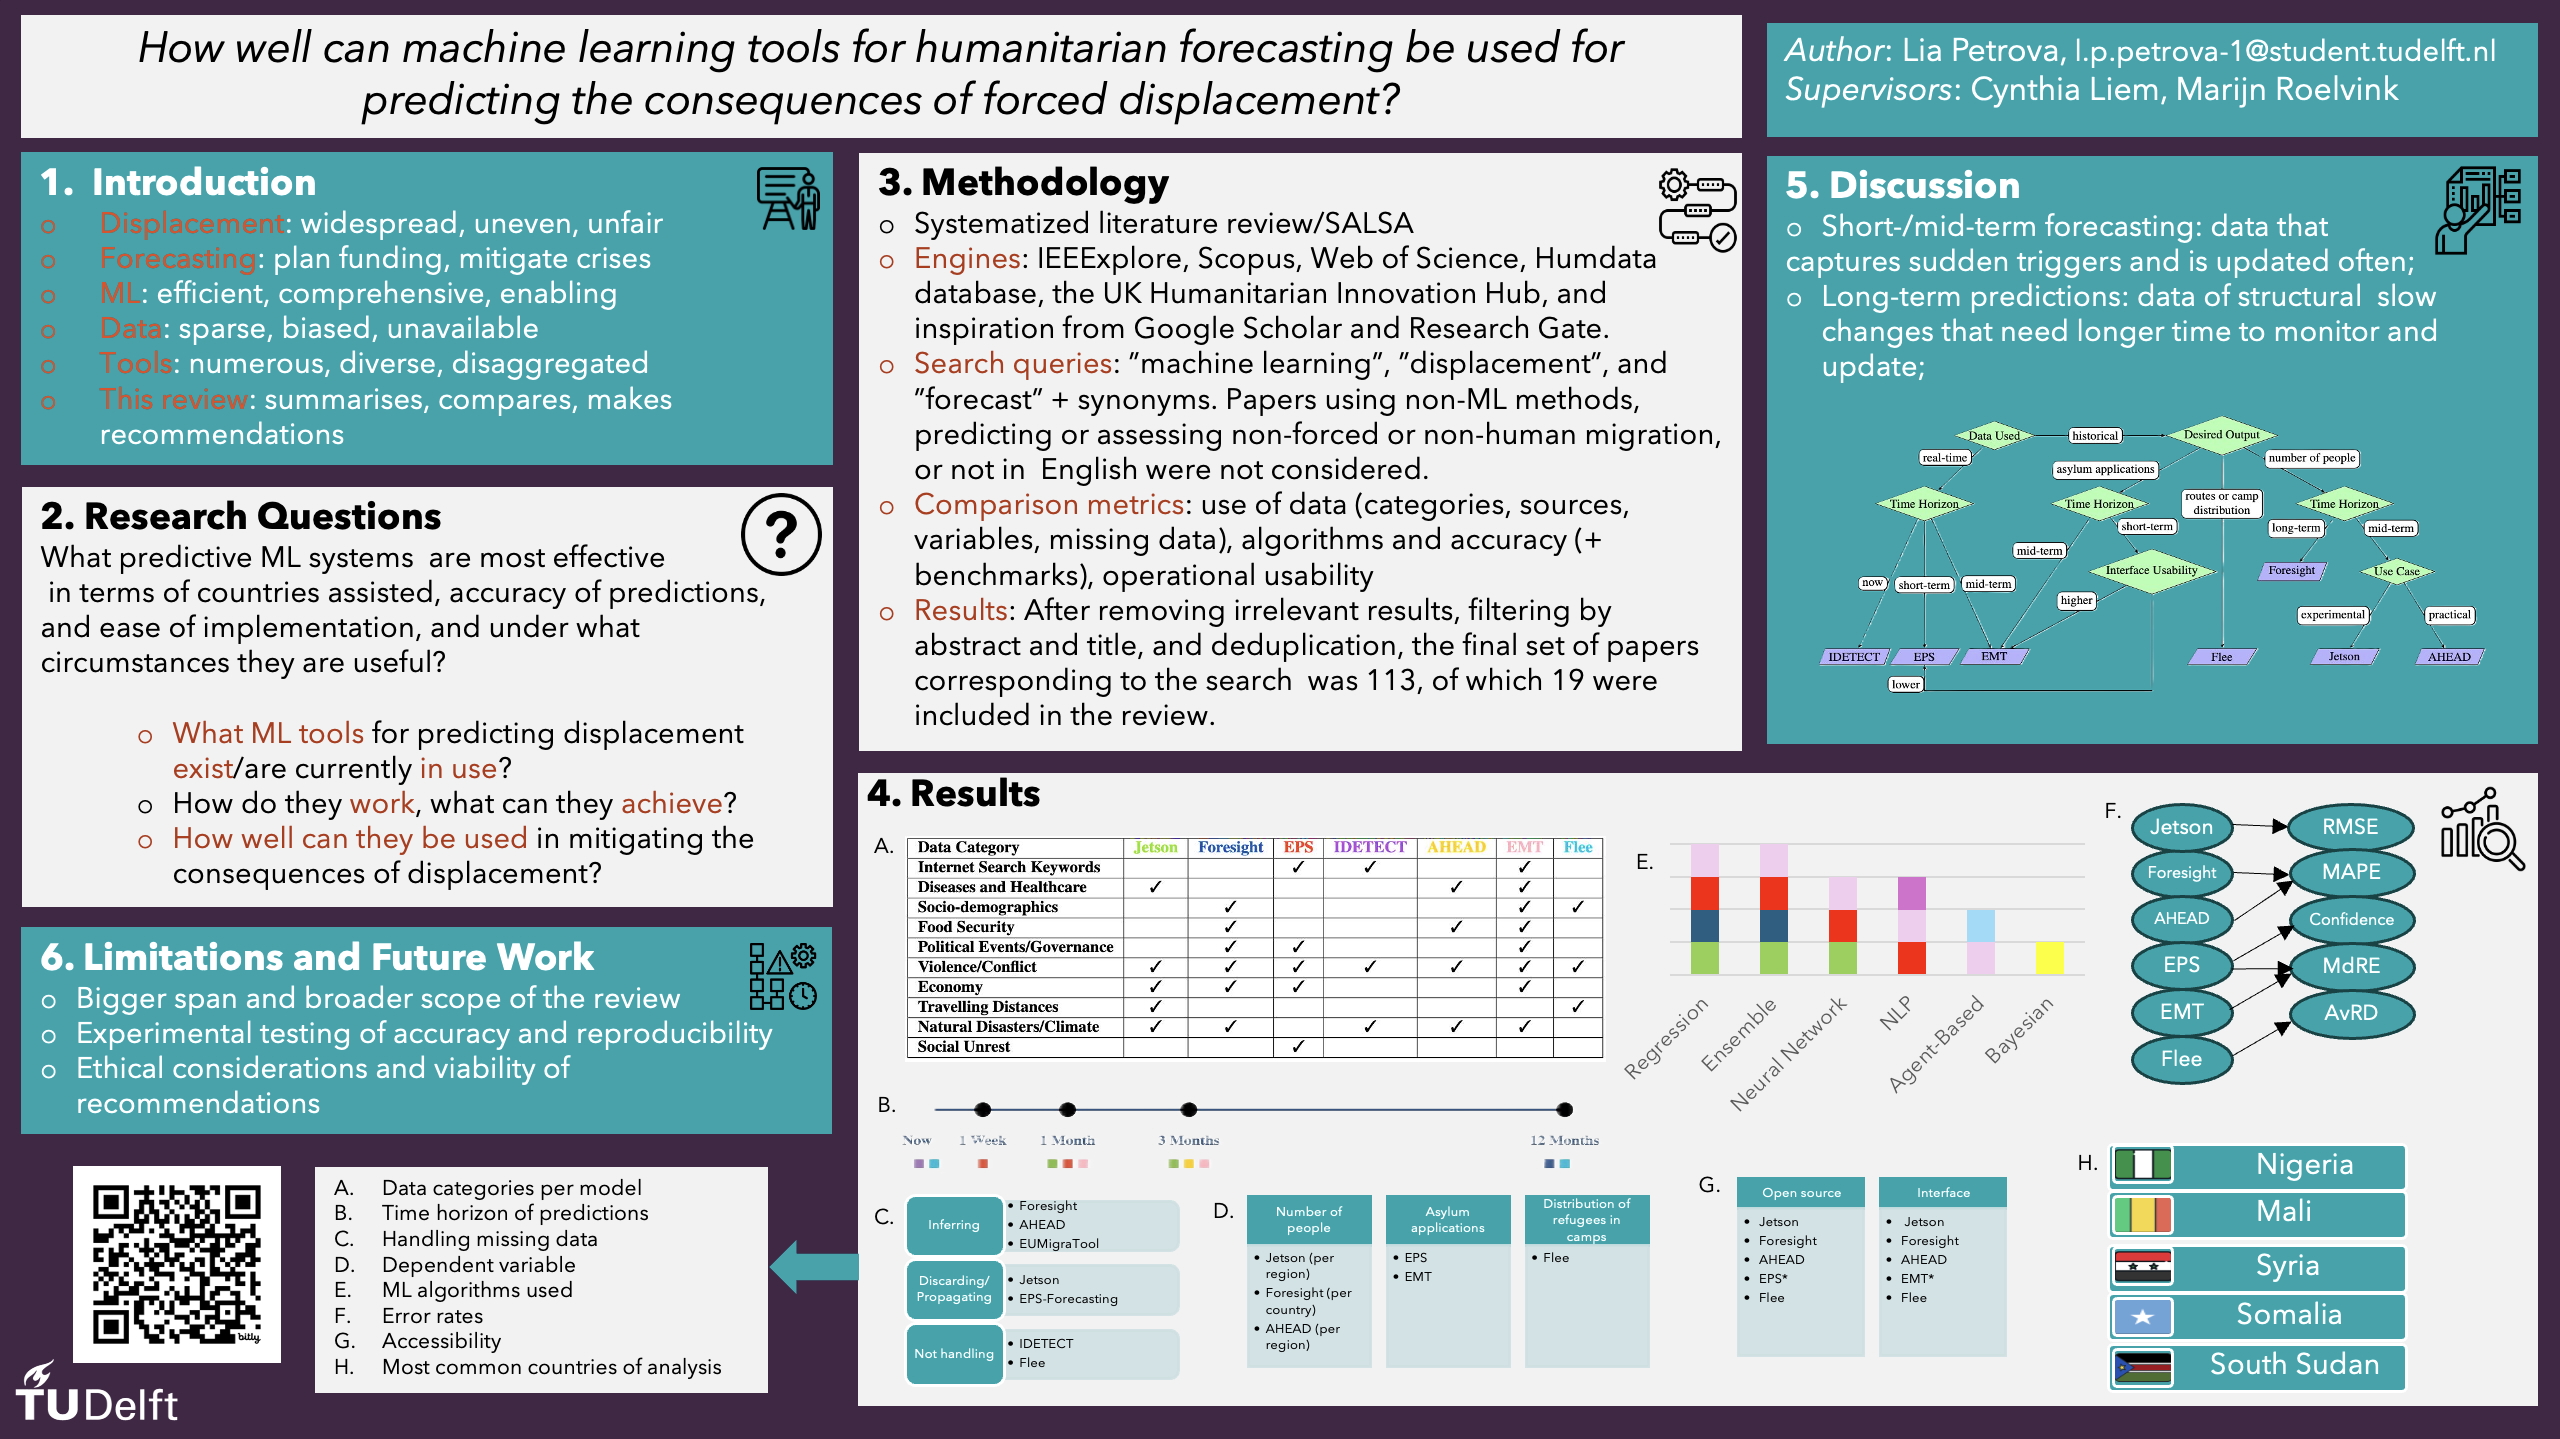 How well can machine learning tools for humanitarian forecasting be used for
predicting the consequences of forced displacement?
Author: Lia Petrova, l.p.petrova-1@student.tudelft.nl
Supervisors: Cynthia Liem, Marijn Roelvink
1. Introduction
○ Displacement: widespread, uneven, unfair
○ Forecasting: plan funding, mitigate crises
○ ML: efficient, comprehensive, enabling
○ Data: sparse, biased, unavailable
○ Tools: numerous, diverse, disaggregated
○ This review: summarises, compares, makes
recommendations
2. Research Questions
What predictive ML systems are most effective
in terms of countries assisted, accuracy of predictions,
and ease of implementation, and under what
circumstances they are useful?
○ What ML tools for predicting displacement
exist/are currently in use?
○ How do they work, what can they achieve?
○ How well can they be used in mitigating the
consequences of displacement?
3. Methodology
○ Systematized literature review/SALSA
○ Engines: IEEExplore, Scopus, Web of Science, Humdata
database, the UK Humanitarian Innovation Hub, and
inspiration from Google Scholar and Research Gate.
○ Search queries: ”machine learning”, ”displacement”, and
”forecast” + synonyms. Papers using non-ML methods,
predicting or assessing non-forced or non-human migration,
or not in English were not considered.
○ Comparison metrics: use of data (categories, sources,
variables, missing data), algorithms and accuracy (+
benchmarks), operational usability
○ Results: After removing irrelevant results, filtering by
abstract and title, and deduplication, the final set of papers
corresponding to the search was 113, of which 19 were
included in the review.
4. Results
A.
Data Category Jetson Foresight EPS IDETECT AHEAD EMT Flee
Internet Search Keywords ✓ ✓ ✓
Diseases and Healthcare ✓ ✓ ✓
Socio-demographics ✓ ✓ ✓
Food Security ✓ ✓ ✓
Political Events/Governance ✓ ✓ ✓
Violence/Conflict ✓ ✓ ✓ ✓ ✓ ✓ ✓
Economy ✓ ✓ ✓ ✓
Travelling Distances ✓ ✓
Natural Disasters/Climate ✓ ✓ ✓ ✓ ✓
Social Unrest ✓
B.
Now 1 Week 1 Month 3 Months 12 Months
C.
Inferring
• Foresight
• AHEAD
• EUMigraTool
Discarding/
Propagating
• Jetson
• EPS-Forecasting
Not handling
• IDETECT
• Flee
D.
Number of
people
• Jetson (per
region)
• Foresight (per
country)
• AHEAD (per
region)
Asylum
applications
• EPS
• EMT
Distribution of
refugees in
camps
• Flee
E.
Regression
Ensemble
Neural Network
NLP
Agent-Based
Bayesian
F.
Jetson RMSE
Foresight MAPE
AHEAD Confidence
EPS MdRE
EMT AvRD
Flee
G.
Open source
• Jetson
• Foresight
• AHEAD
• EPS*
• Flee
Interface
• Jetson
• Foresight
• AHEAD
• EMT*
• Flee
H.
Nigeria
Mali
Syria
Somalia
South Sudan
5. Discussion
○ Short-/mid-term forecasting: data that
captures sudden triggers and is updated often;
○ Long-term predictions: data of structural slow
changes that need longer time to monitor and
update;
Data Used historical Desired Output
real-time asylum applications number of people
Time Horizon Time Horizon routes or camp
distribution
Time Horizon
short-term long-term mid-term
mid-term
Interface Usability Foresight Use Case
now short-term mid-term
higher experimental practical
IDETECT EPS EMT Flee Jetson AHEAD
lower
6. Limitations and Future Work
○ Bigger span and broader scope of the review
○ Experimental testing of accuracy and reproducibility
○ Ethical considerations and viability of
recommendations
bitly
TUDelft
A. Data categories per model
B. Time horizon of predictions
C. Handling missing data
D. Dependent variable
E. ML algorithms used
F. Error rates
G. Accessibility
H. Most common countries of analysis